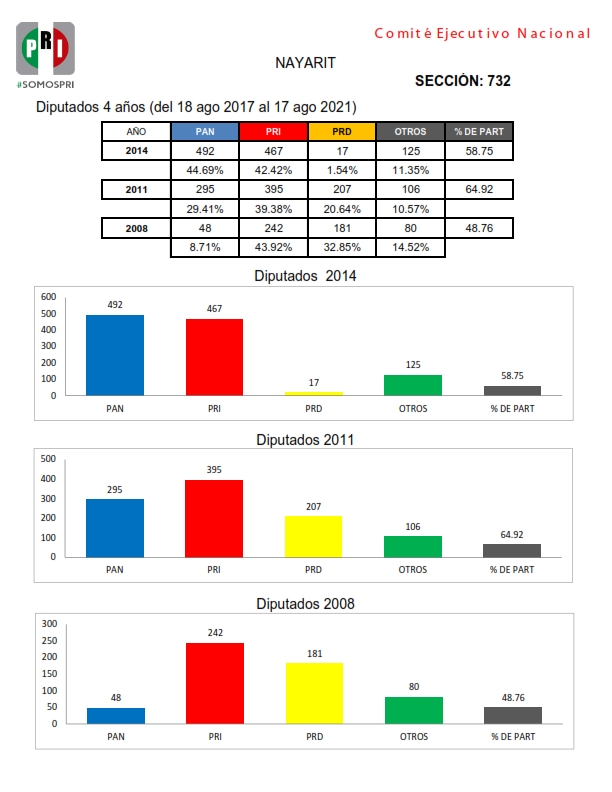 Comité Ejecutivo Nacional
PRI
#SOMOSPRI
NAYARIT
SECCIÓN: 732
Diputados 4 años (del 18 ago 2017 al 17 ago 2021)
AÑO PAN PRI PRD OTROS % DE PART
2014 492 467 17 125 58.75
44.69% 42.42% 1.54% 11.35%
2011 295 395 207 106 64.92
29.41% 39.38% 20.64% 10.57%
2008 48 242 181 80 48.76
8.71% 43.92% 32.85% 14.52%
Diputados 2014
600
500
400
300
200
100
0
492 467 17 125 58.75
PAN PRI PRD OTROS % DE PART
Diputados 2011
500
400
300
200
100
0
295 395 207 106 64.92
PAN PRI PRD OTROS % DE PART
Diputados 2008
300
250
200
150
100
50
0
48 242 181 80 48.76
PAN PRI PRD OTROS % DE PART